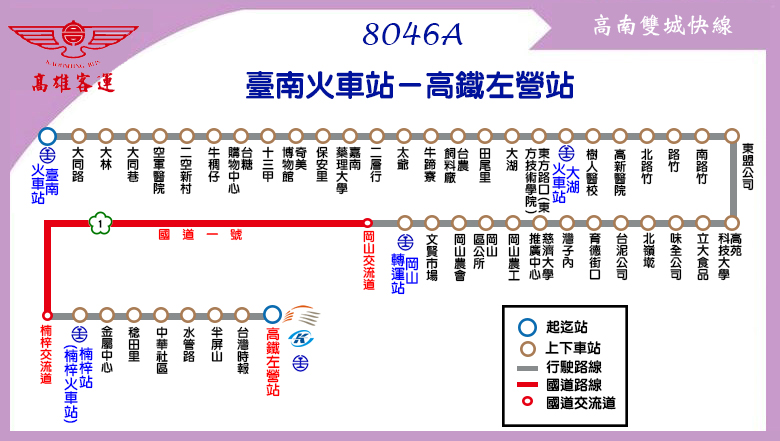 8046A
高南雙城快線
KAOHSIUNG BUS
高雄客運
臺南火車站－高鐵左營站
臺南火車站
大同路
大林
大同巷
空軍醫院
二空新村
牛稠仔
台糖購物中心
十三甲
奇美博物館
保安里
嘉南藥理大學
二層行
太爺
牛蹄寮
台農飼料廠
田尾里
大湖
東方路口(東方技術學院)
大湖火車站
樹人醫校
高新醫院
北路竹
路竹
南路竹
東盟公司
高苑科技大學
立大食品
味全公司
北嶺墘
台泥公司
育德街口
灣子內
慈濟大學推廣中心
岡山農工
岡山區公所
岡山農會
文賢市場
岡山轉運站
岡山交流道
國道一號
1
楠梓交流道
楠梓站(楠梓火車站)
金屬中心
稔田里
中華社區
水管路
半屏山
台灣時報
高鐵左營站
起迄站
上下車站
行駛路線
國道路線
國道交流道